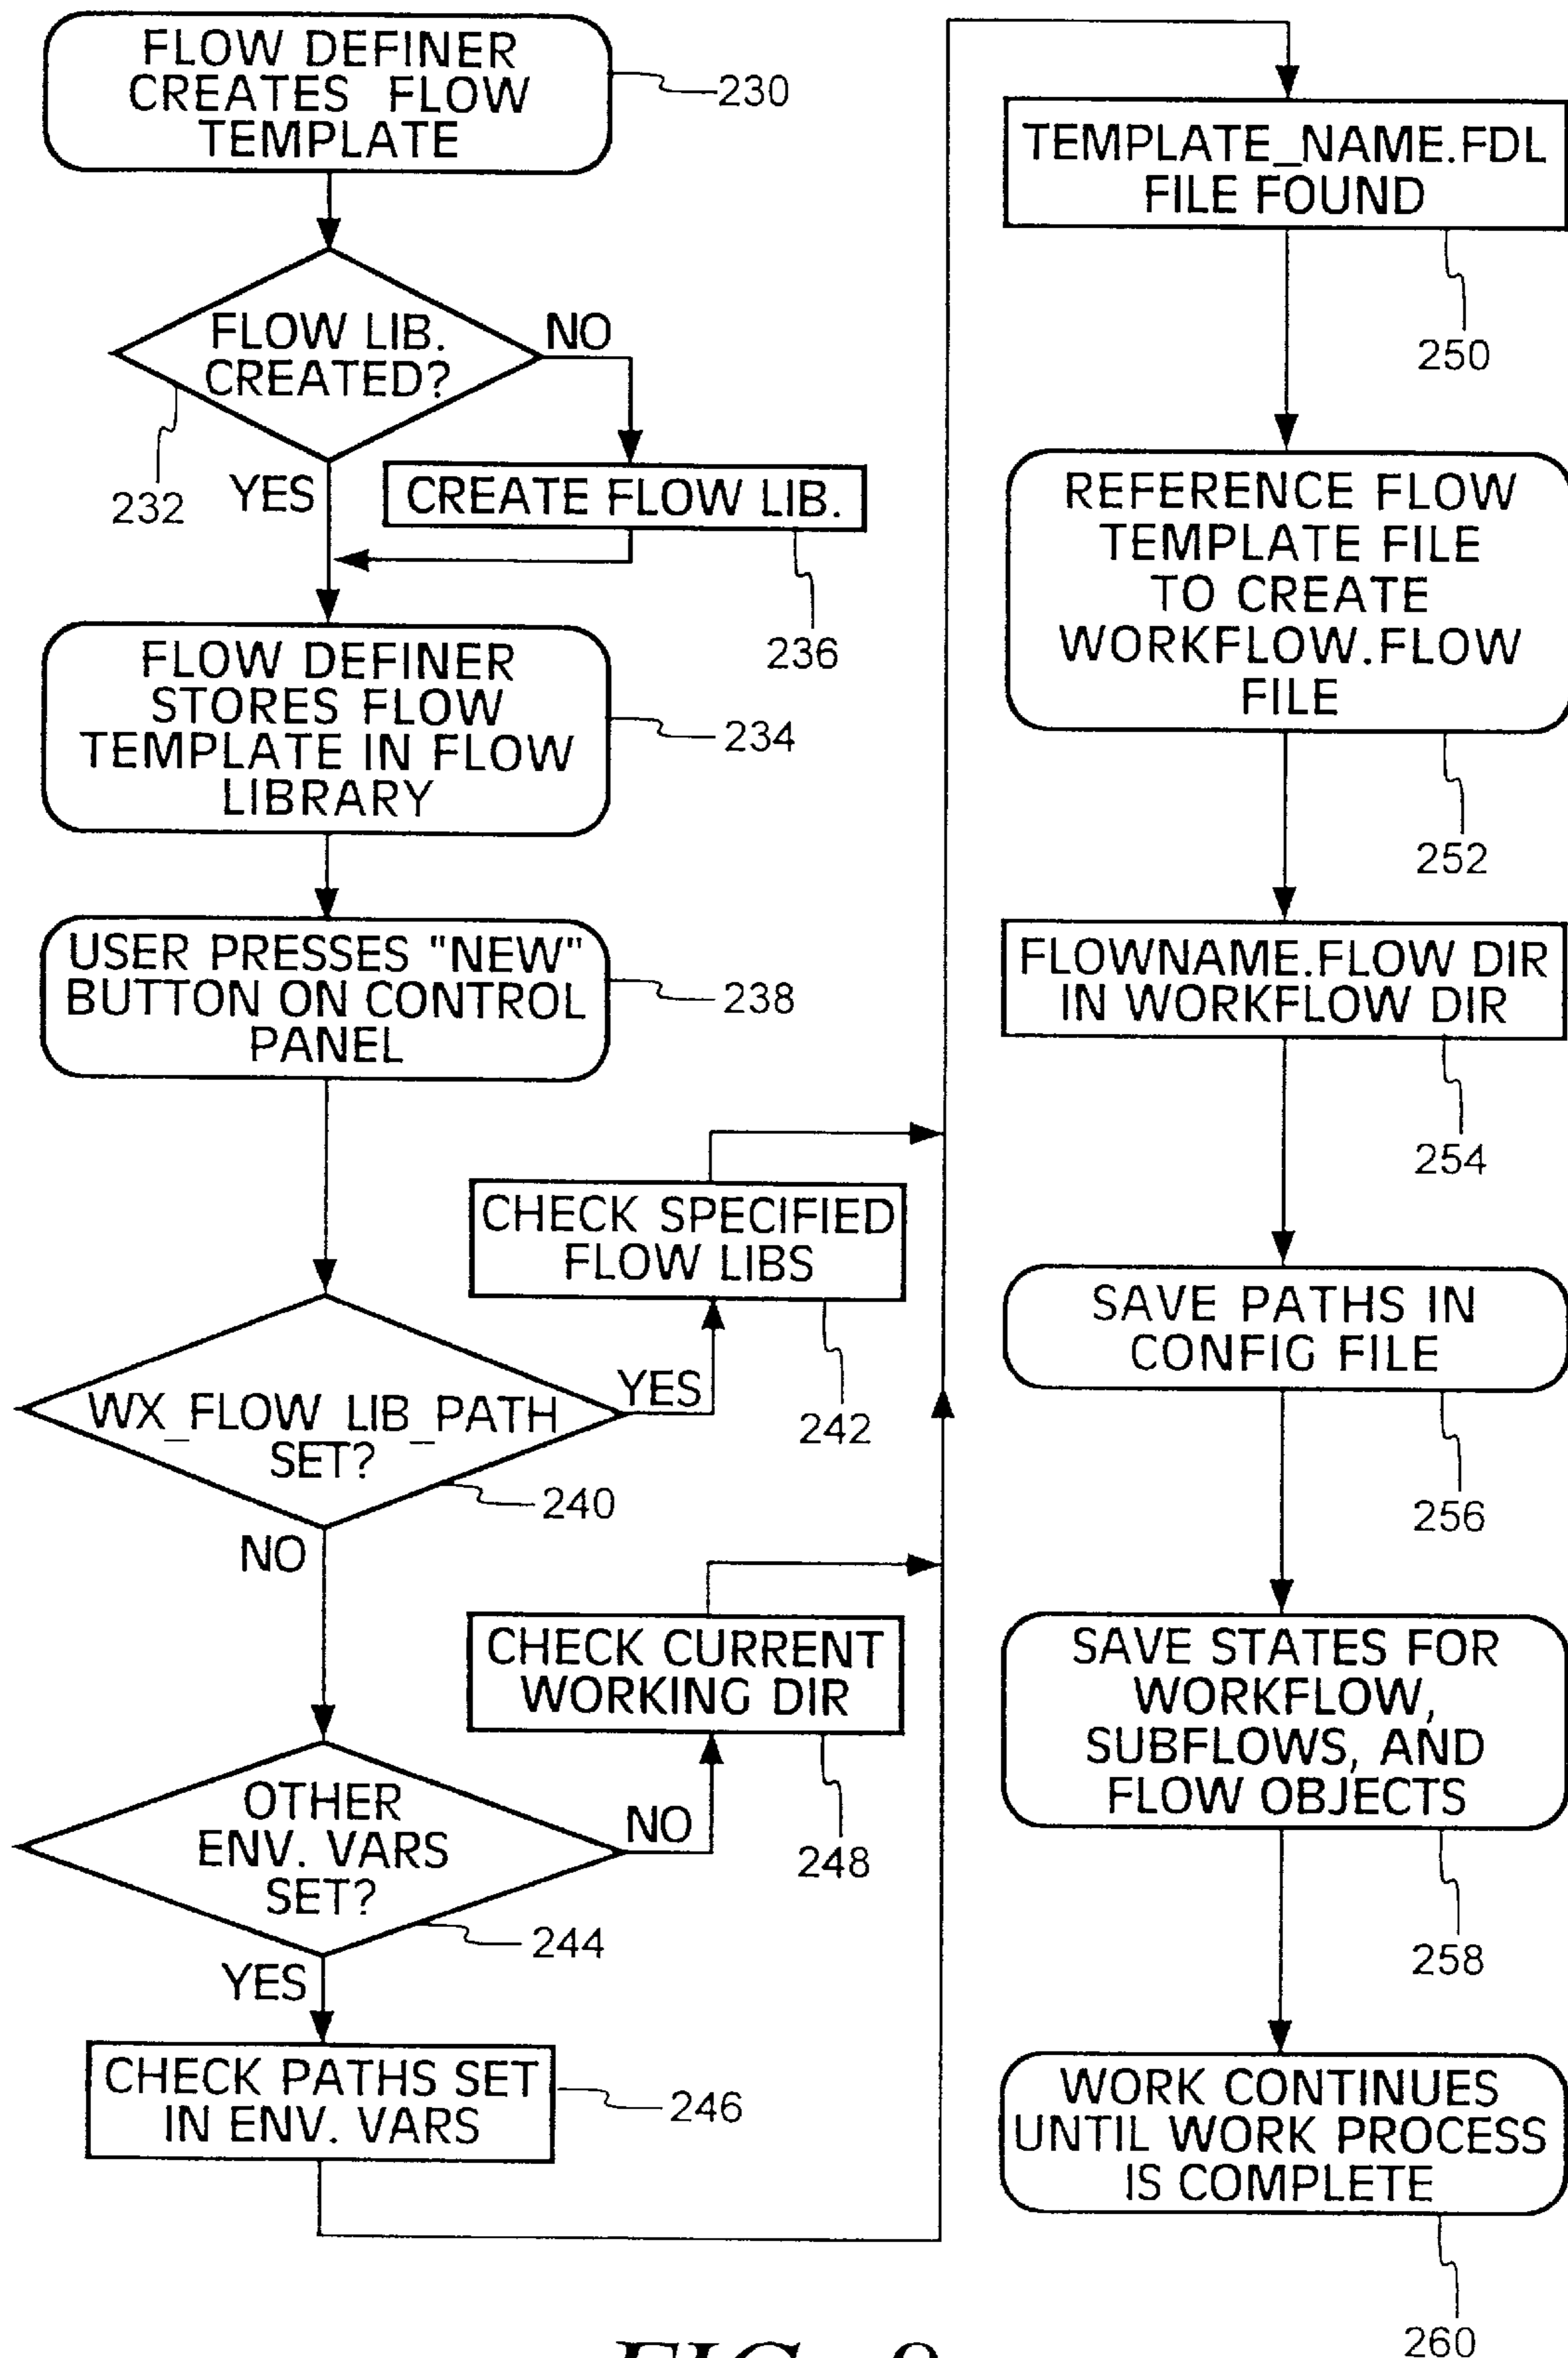 FLOW DEFINER
CREATES FLOW
TEMPLATE
230
FLOW LIB.
CREATED?
NO
232
YES
CREATE FLOW LIB.
236
FLOW DEFINER
STORES FLOW
TEMPLATE IN FLOW
LIBRARY
234
USER PRESSES "NEW"
BUTTON ON CONTROL
PANEL
238
CHECK SPECIFIED
FLOW LIBS
242
WX_FLOW LIB_PATH
SET?
YES
240
NO
CHECK CURRENT
WORKING DIR
248
OTHER
ENV. VARS
SET?
NO
244
YES
CHECK PATHS SET
IN ENV. VARS
246
TEMPLATE_NAME.FDL
FILE FOUND
250
REFERENCE FLOW
TEMPLATE FILE
TO CREATE
WORKFLOW.FLOW
FILE
252
FLOWNAME.FLOW DIR
IN WORKFLOW DIR
254
SAVE PATHS IN
CONFIG FILE
256
SAVE STATES FOR
WORKFLOW,
SUBFLOWS, AND
FLOW OBJECTS
258
WORK CONTINUES
UNTIL WORK PROCESS
IS COMPLETE
260